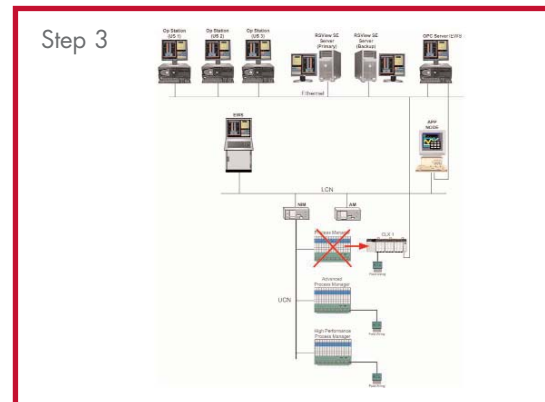 Step 3
Op Station
(US 1)
Op Station
(US 2)
Op Station
(US 3)
RSView SE
Server
(Primary)
RSView SE
Server
(Backup)
OPC Server
Ethernet
APP
NODE
LCN
NIM
AM
Process Manager
CLX 1
Advanced
Process Manager
UCN
High Performance
Process Manager